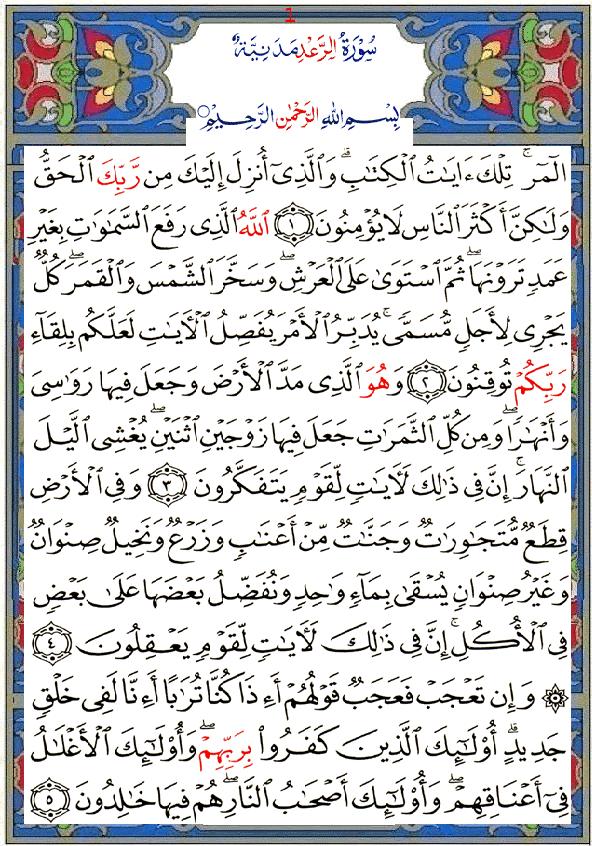 1
سُورَةُ الرَّعْدِ مَدَنِيَّة
بِسْمِ اللهِ الرَّحْمٰنِ الرَّحِيمِ
الٓمٓر ۚ تِلْكَ ءَايَٰتُ ٱلْكِتَٰبِ ۗ وَٱلَّذِىٓ أُنزِلَ إِلَيْكَ مِن رَّبِّكَ ٱلْحَقُّ
وَلَٰكِنَّ أَكْثَرَ ٱلنَّاسِ لَا يُؤْمِنُونَ ﴿١﴾ ٱللَّهُ ٱلَّذِى رَفَعَ ٱلسَّمَٰوَٰتِ بِغَيْرِ
عَمَدٍ تَرَوْنَهَا ۖ ثُمَّ ٱسْتَوَىٰ عَلَى ٱلْعَرْشِ ۖ وَسَخَّرَ ٱلشَّمْسَ وَٱلْقَمَرَ ۖ كُلٌّ
يَجْرِى لِأَجَلٍ مُّسَمًّى ۚ يُدَبِّرُ ٱلْأَمْرَ يُفَصِّلُ ٱلْءَايَٰتِ لَعَلَّكُم بِلِقَآءِ
رَبِّكُمْ تُوقِنُونَ ﴿٢﴾ وَهُوَ ٱلَّذِى مَدَّ ٱلْأَرْضَ وَجَعَلَ فِيهَا رَوَٰسِىَ
وَأَنْهَٰرًا ۖ وَمِن كُلِّ ٱلثَّمَرَٰتِ جَعَلَ فِيهَا زَوْجَيْنِ ٱثْنَيْنِ ۖ يُغْشِى ٱلَّيْلَ
ٱلنَّهَارَ ۚ إِنَّ فِى ذَٰلِكَ لَءَايَٰتٍ لِّقَوْمٍ يَتَفَكَّرُونَ ﴿٣﴾ وَفِى ٱلْأَرْضِ
قِطَعٌ مُّتَجَٰوِرَٰتٌ وَجَنَّٰتٌ مِّنْ أَعْنَٰبٍ وَزَرْعٌ وَنَخِيلٌ صِنْوَانٌ
وَغَيْرُ صِنْوَانٍ يُسْقَىٰ بِمَآءٍ وَٰحِدٍ وَنُفَضِّلُ بَعْضَهَا عَلَىٰ بَعْضٍ
فِى ٱلْأُكُلِ ۚ إِنَّ فِى ذَٰلِكَ لَءَايَٰتٍ لِّقَوْمٍ يَعْقِلُونَ ﴿٤﴾
۞ وَإِن تَعْجَبْ فَعَجَبٌ قَوْلُهُمْ أَءِذَا كُنَّا تُرَٰبًا أَءِنَّا لَفِى خَلْقٍ
جَدِيدٍ ۗ أُو۟لَٰٓئِكَ ٱلَّذِينَ كَفَرُوا۟ بِرَبِّهِمْ ۖ وَأُو۟لَٰٓئِكَ ٱلْأَغْلَٰلُ
فِىٓ أَعْنَاقِهِمْ ۖ وَأُو۟لَٰٓئِكَ أَصْحَٰبُ ٱلنَّارِ ۖ هُمْ فِيهَا خَٰلِدُونَ ﴿٥﴾